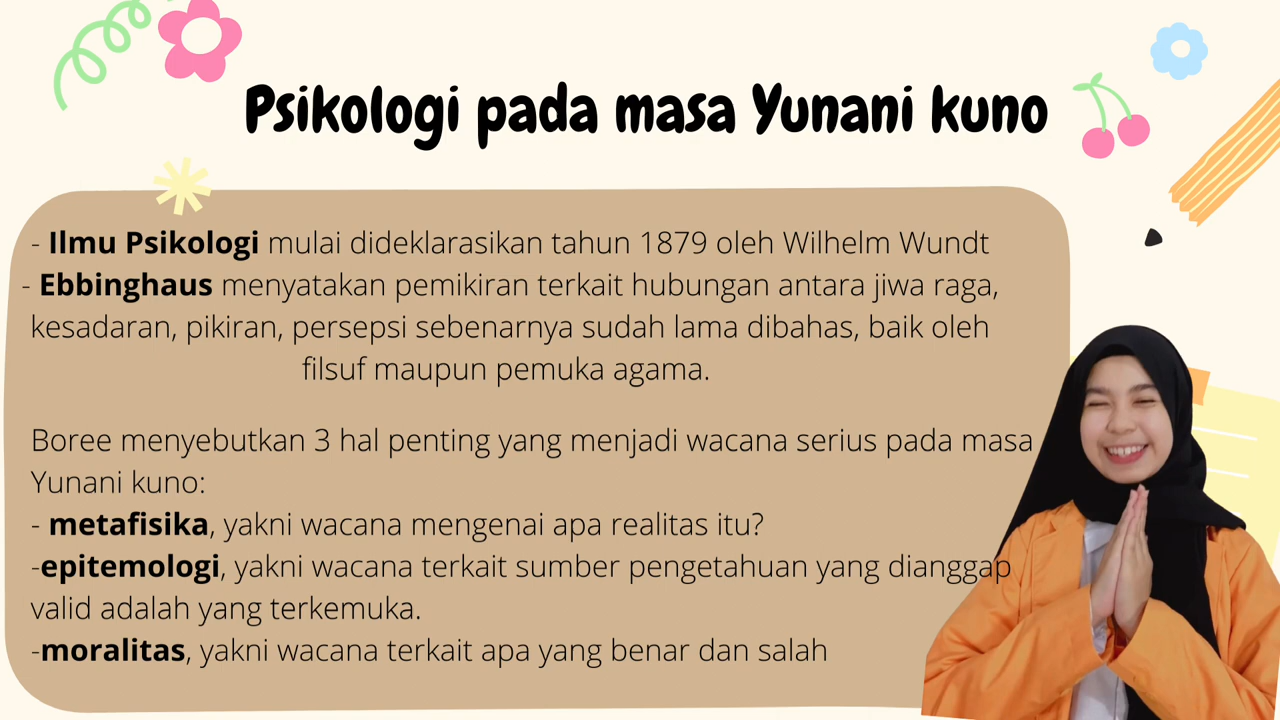 Psikologi pada masa Yunani kuno
- Ilmu Psikologi mulai dideklarasikan tahun 1879 oleh Wilhelm Wundt
- Ebbinghaus menyatakan pemikiran terkait hubungan antara jiwa raga,
kesadaran, pikiran, persepsi sebenarnya sudah lama dibahas, baik oleh
filsuf maupun pemuka agama.
Boree menyebutkan 3 hal penting yang menjadi wacana serius pada masa
Yunani kuno:
- metafisika, yakni wacana mengenai apa realitas itu?
-epitemologi, yakni wacana terkait sumber pengetahuan yang dianggap
valid adalah yang terkemuka.
-moralitas, yakni wacana terkait apa yang benar dan salah